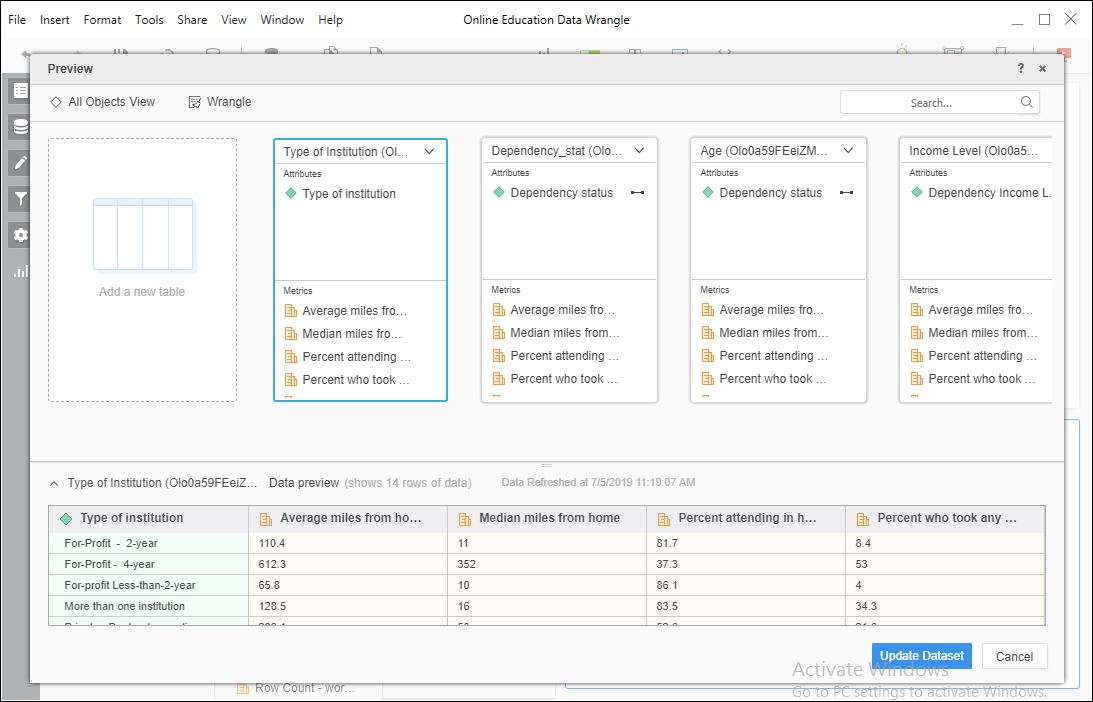 File Insert Format Tools Share View Window Help Online Education Data Wrangle
Preview ?
All Objects View Wrangle Search...
Type of Institution (Ol... Dependency_stat (Olo... Age (Olo0a59FEeiZM... Income Level (Olo0a5...
Attributes Attributes Attributes Attributes
Type of institution Dependency status Dependency status Dependency Income L.
Add a new table
Metrics Metrics Metrics Metrics
Average miles fro... Average miles fro... Average miles fro... Average miles fro...
Median miles fro... Median miles from... Median miles from... Median miles from...
Percent attending ... Percent attending ... Percent attending ... Percent attending ...
Percent who took ... Percent who took ... Percent who took ... Percent who took ...
Type of Institution (Olo0a59FEeiZ... Data preview (shows 14 rows of data) Data Refreshed at 7/5/2019 11:19:07 AM
Type of institution Average miles from ho... Median miles from home Percent attending in h... Percent who took any ...
For-Profit - 2-year 110.4 11 81.7 8.4
For-Profit - 4-year 612.3 352 37.3 53
For-profit Less-than-2-year 65.8 10 86.1 4
More than one institution 128.5 16 83.5 34.3
Update Dataset Cancel
Activate Windows
Go to PC settings to activate Windows.
Row Count - wor...